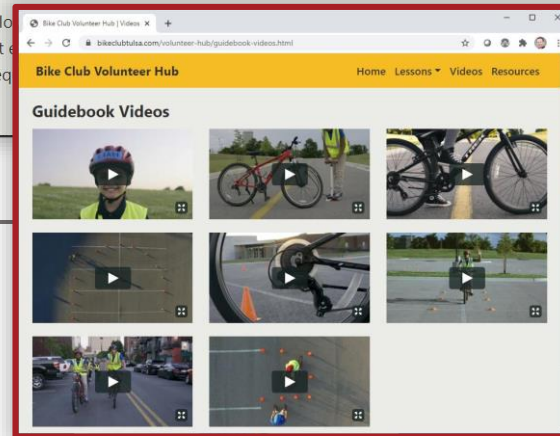 Bike Club Volunteer Hub | Videos
bikeclubtulsa.com/volunteer-hub/guidebook-videos.html
Bike Club Volunteer Hub
Home Lessons Videos Resources
Guidebook Videos